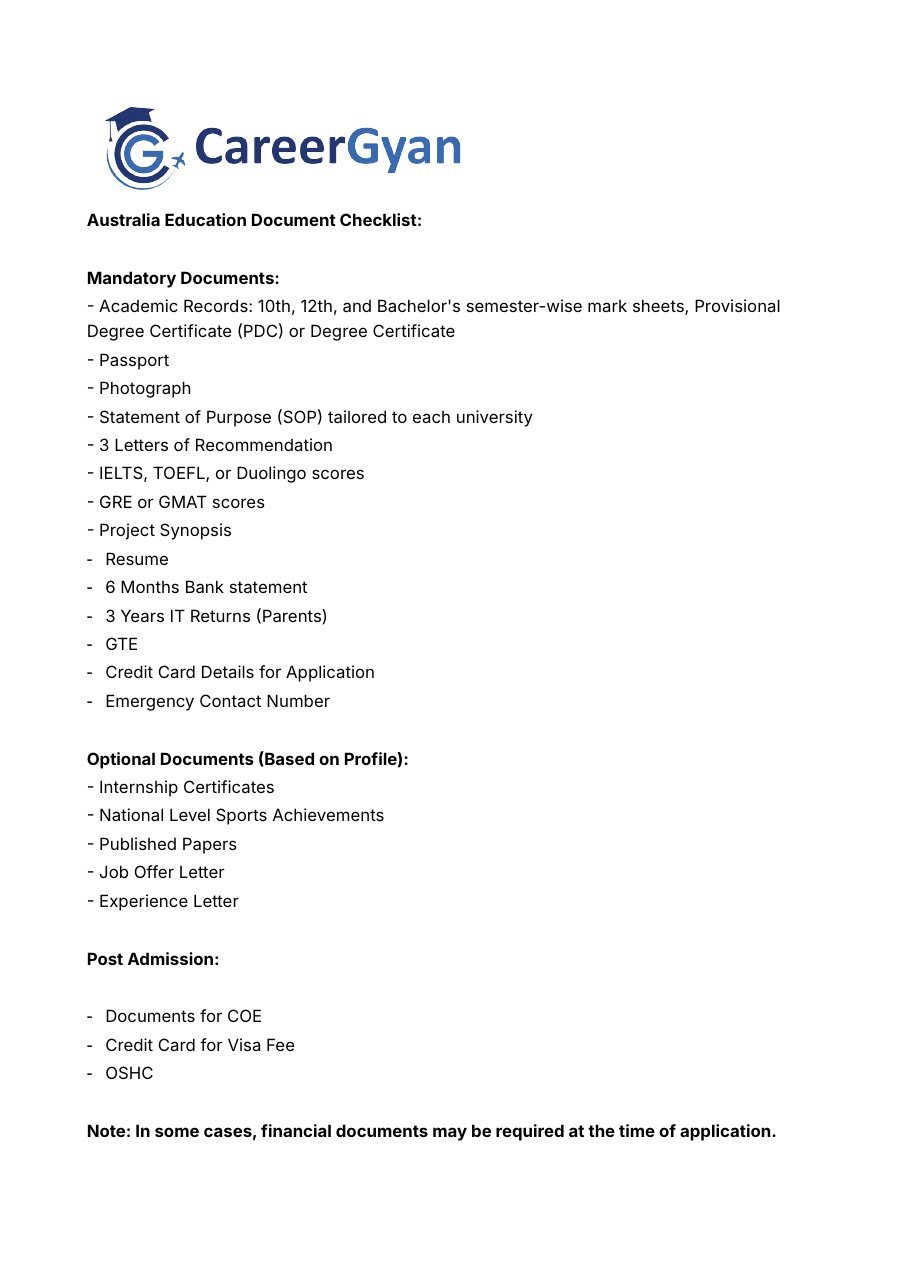 CareerGyan
Australia Education Document Checklist:
Mandatory Documents:
- Academic Records: 10th, 12th, and Bachelor's semester-wise mark sheets, Provisional
Degree Certificate (PDC) or Degree Certificate
- Passport
- Photograph
- Statement of Purpose (SOP) tailored to each university
- 3 Letters of Recommendation
- IELTS, TOEFL, or Duolingo scores
- GRE or GMAT scores
- Project Synopsis
- Resume
- 6 Months Bank statement
- 3 Years IT Returns (Parents)
- GTE
- Credit Card Details for Application
- Emergency Contact Number
Optional Documents (Based on Profile):
- Internship Certificates
- National Level Sports Achievements
- Published Papers
- Job Offer Letter
- Experience Letter
Post Admission:
- Documents for COE
- Credit Card for Visa Fee
- OSHC
Note: In some cases, financial documents may be required at the time of application.